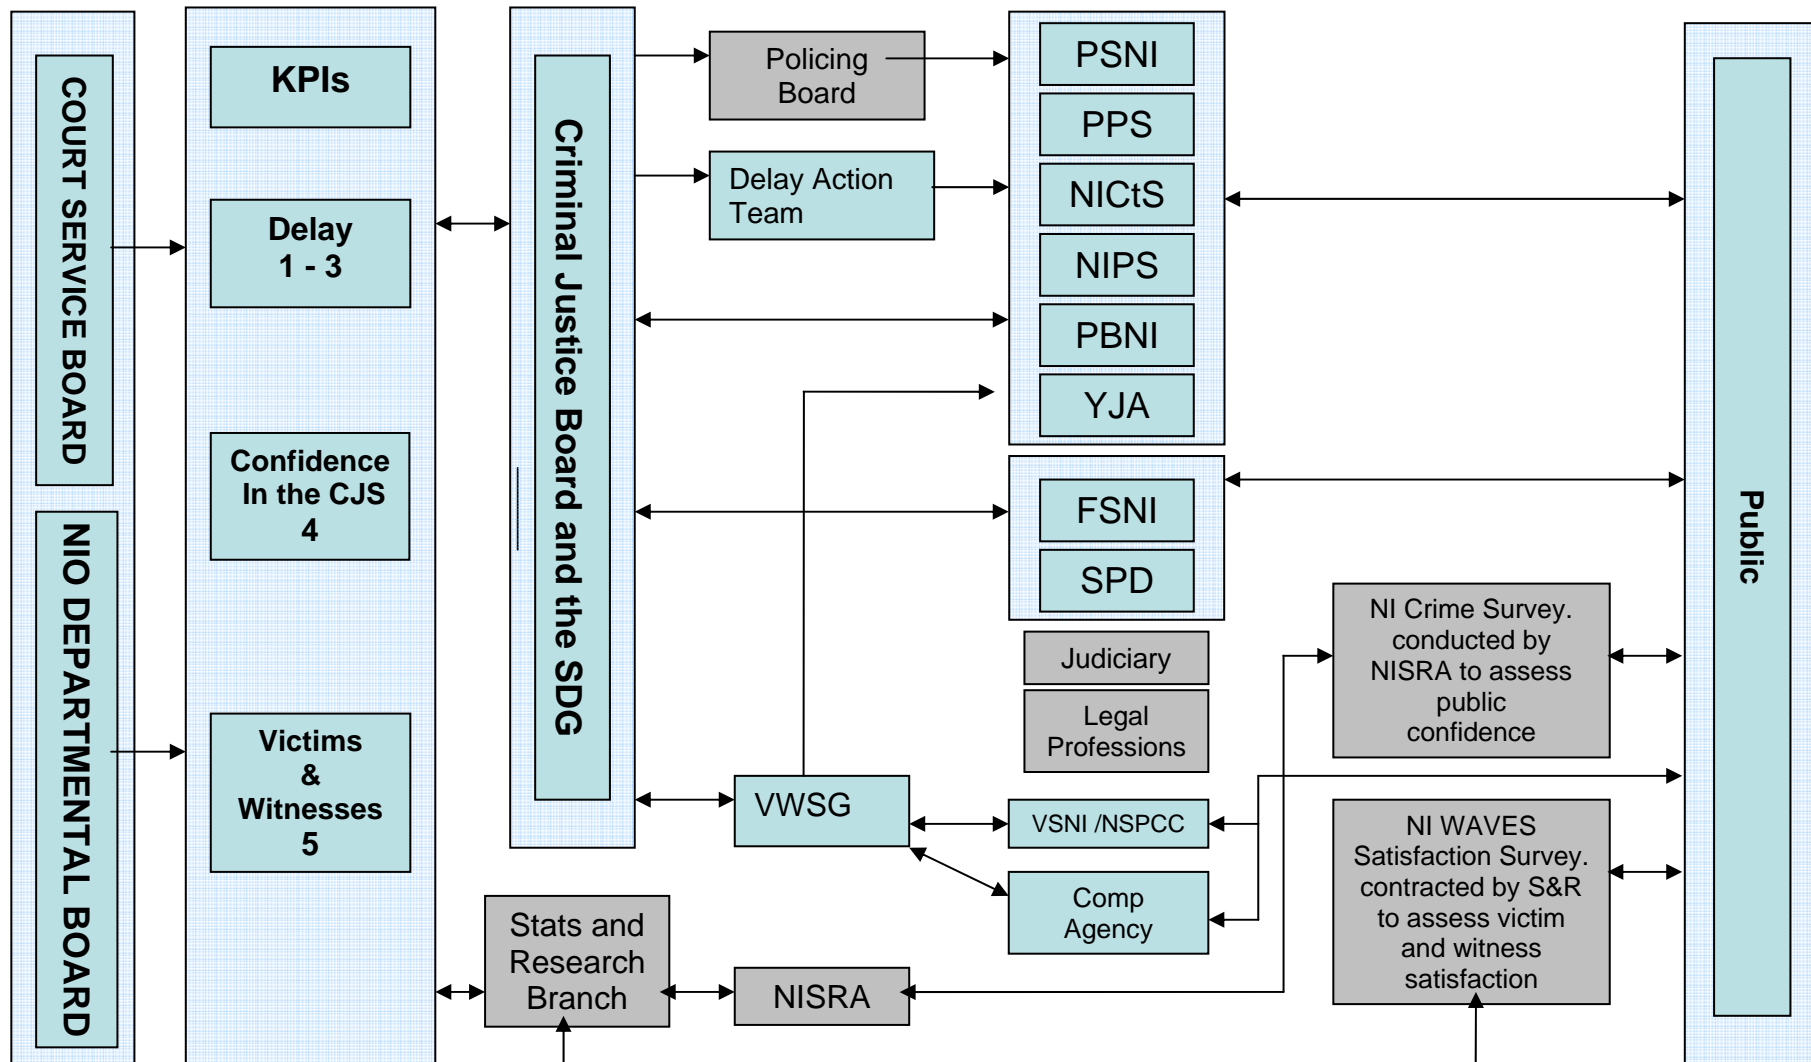 COURT SERVICE BOARD
NIO DEPARTMENTAL BOARD
KPIs
Delay
1 - 3
Confidence
In the CJS
4
Victims
&
Witnesses
5
Criminal Justice Board and the SDG
Policing
Board
Delay Action
Team
PSNI
PPS
NICtS
NIPS
PBNI
YJA
FSNI
SPD
Judiciary
Legal
Professions
VWSG
VSNI /NSPCC
Comp
Agency
Stats and
Research
Branch
NISRA
NI Crime Survey.
conducted by
NISRA to assess
public
confidence
NI WAVES
Satisfaction Survey.
contracted by S&R
to assess victim
and witness
satisfaction
Public